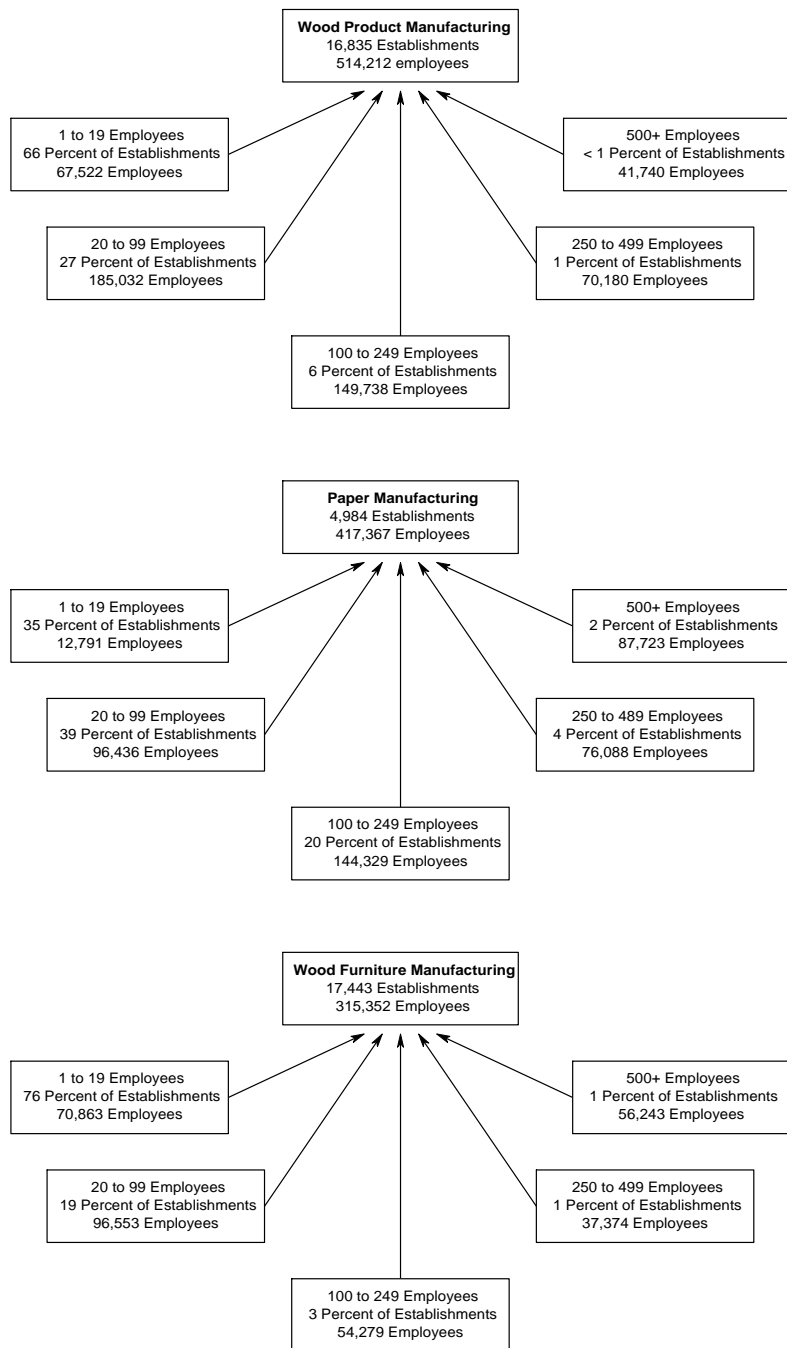 Wood Product Manufacturing
16,835 Establishments
514,212 employees
1 to 19 Employees
66 Percent of Establishments
67,522 Employees
500+ Employees
< 1 Percent of Establishments
41,740 Employees
20 to 99 Employees
27 Percent of Establishments
185,032 Employees
250 to 499 Employees
1 Percent of Establishments
70,180 Employees
100 to 249 Employees
6 Percent of Establishments
149,738 Employees
Paper Manufacturing
4,984 Establishments
417,367 Employees
1 to 19 Employees
35 Percent of Establishments
12,791 Employees
500+ Employees
2 Percent of Establishments
87,723 Employees
20 to 99 Employees
39 Percent of Establishments
96,436 Employees
250 to 489 Employees
4 Percent of Establishments
76,088 Employees
100 to 249 Employees
20 Percent of Establishments
144,329 Employees
Wood Furniture Manufacturing
17,443 Establishments
315,352 Employees
1 to 19 Employees
76 Percent of Establishments
70,863 Employees
500+ Employees
1 Percent of Establishments
56,243 Employees
20 to 99 Employees
19 Percent of Establishments
96,553 Employees
250 to 499 Employees
1 Percent of Establishments
37,374 Employees
100 to 249 Employees
3 Percent of Establishments
54,279 Employees